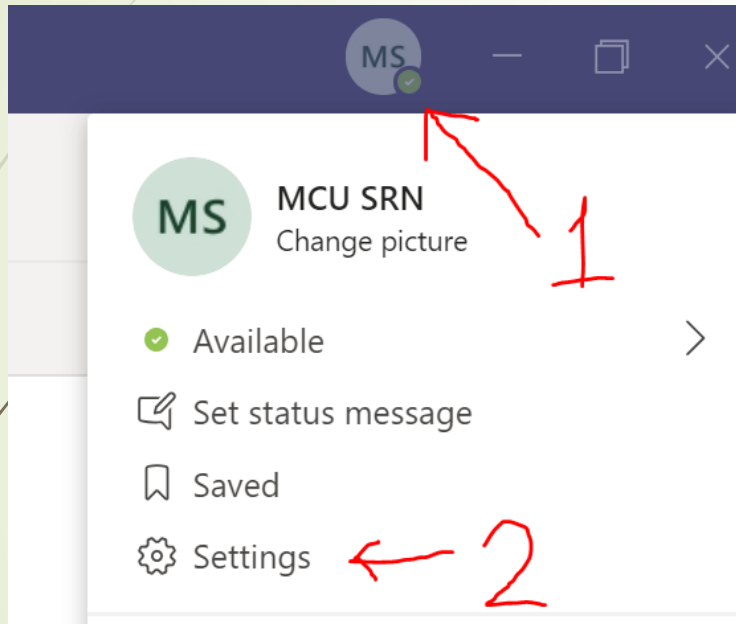 MS
MS
MCU SRN
Change picture
1
Available
Set status message
Saved
Settings
2